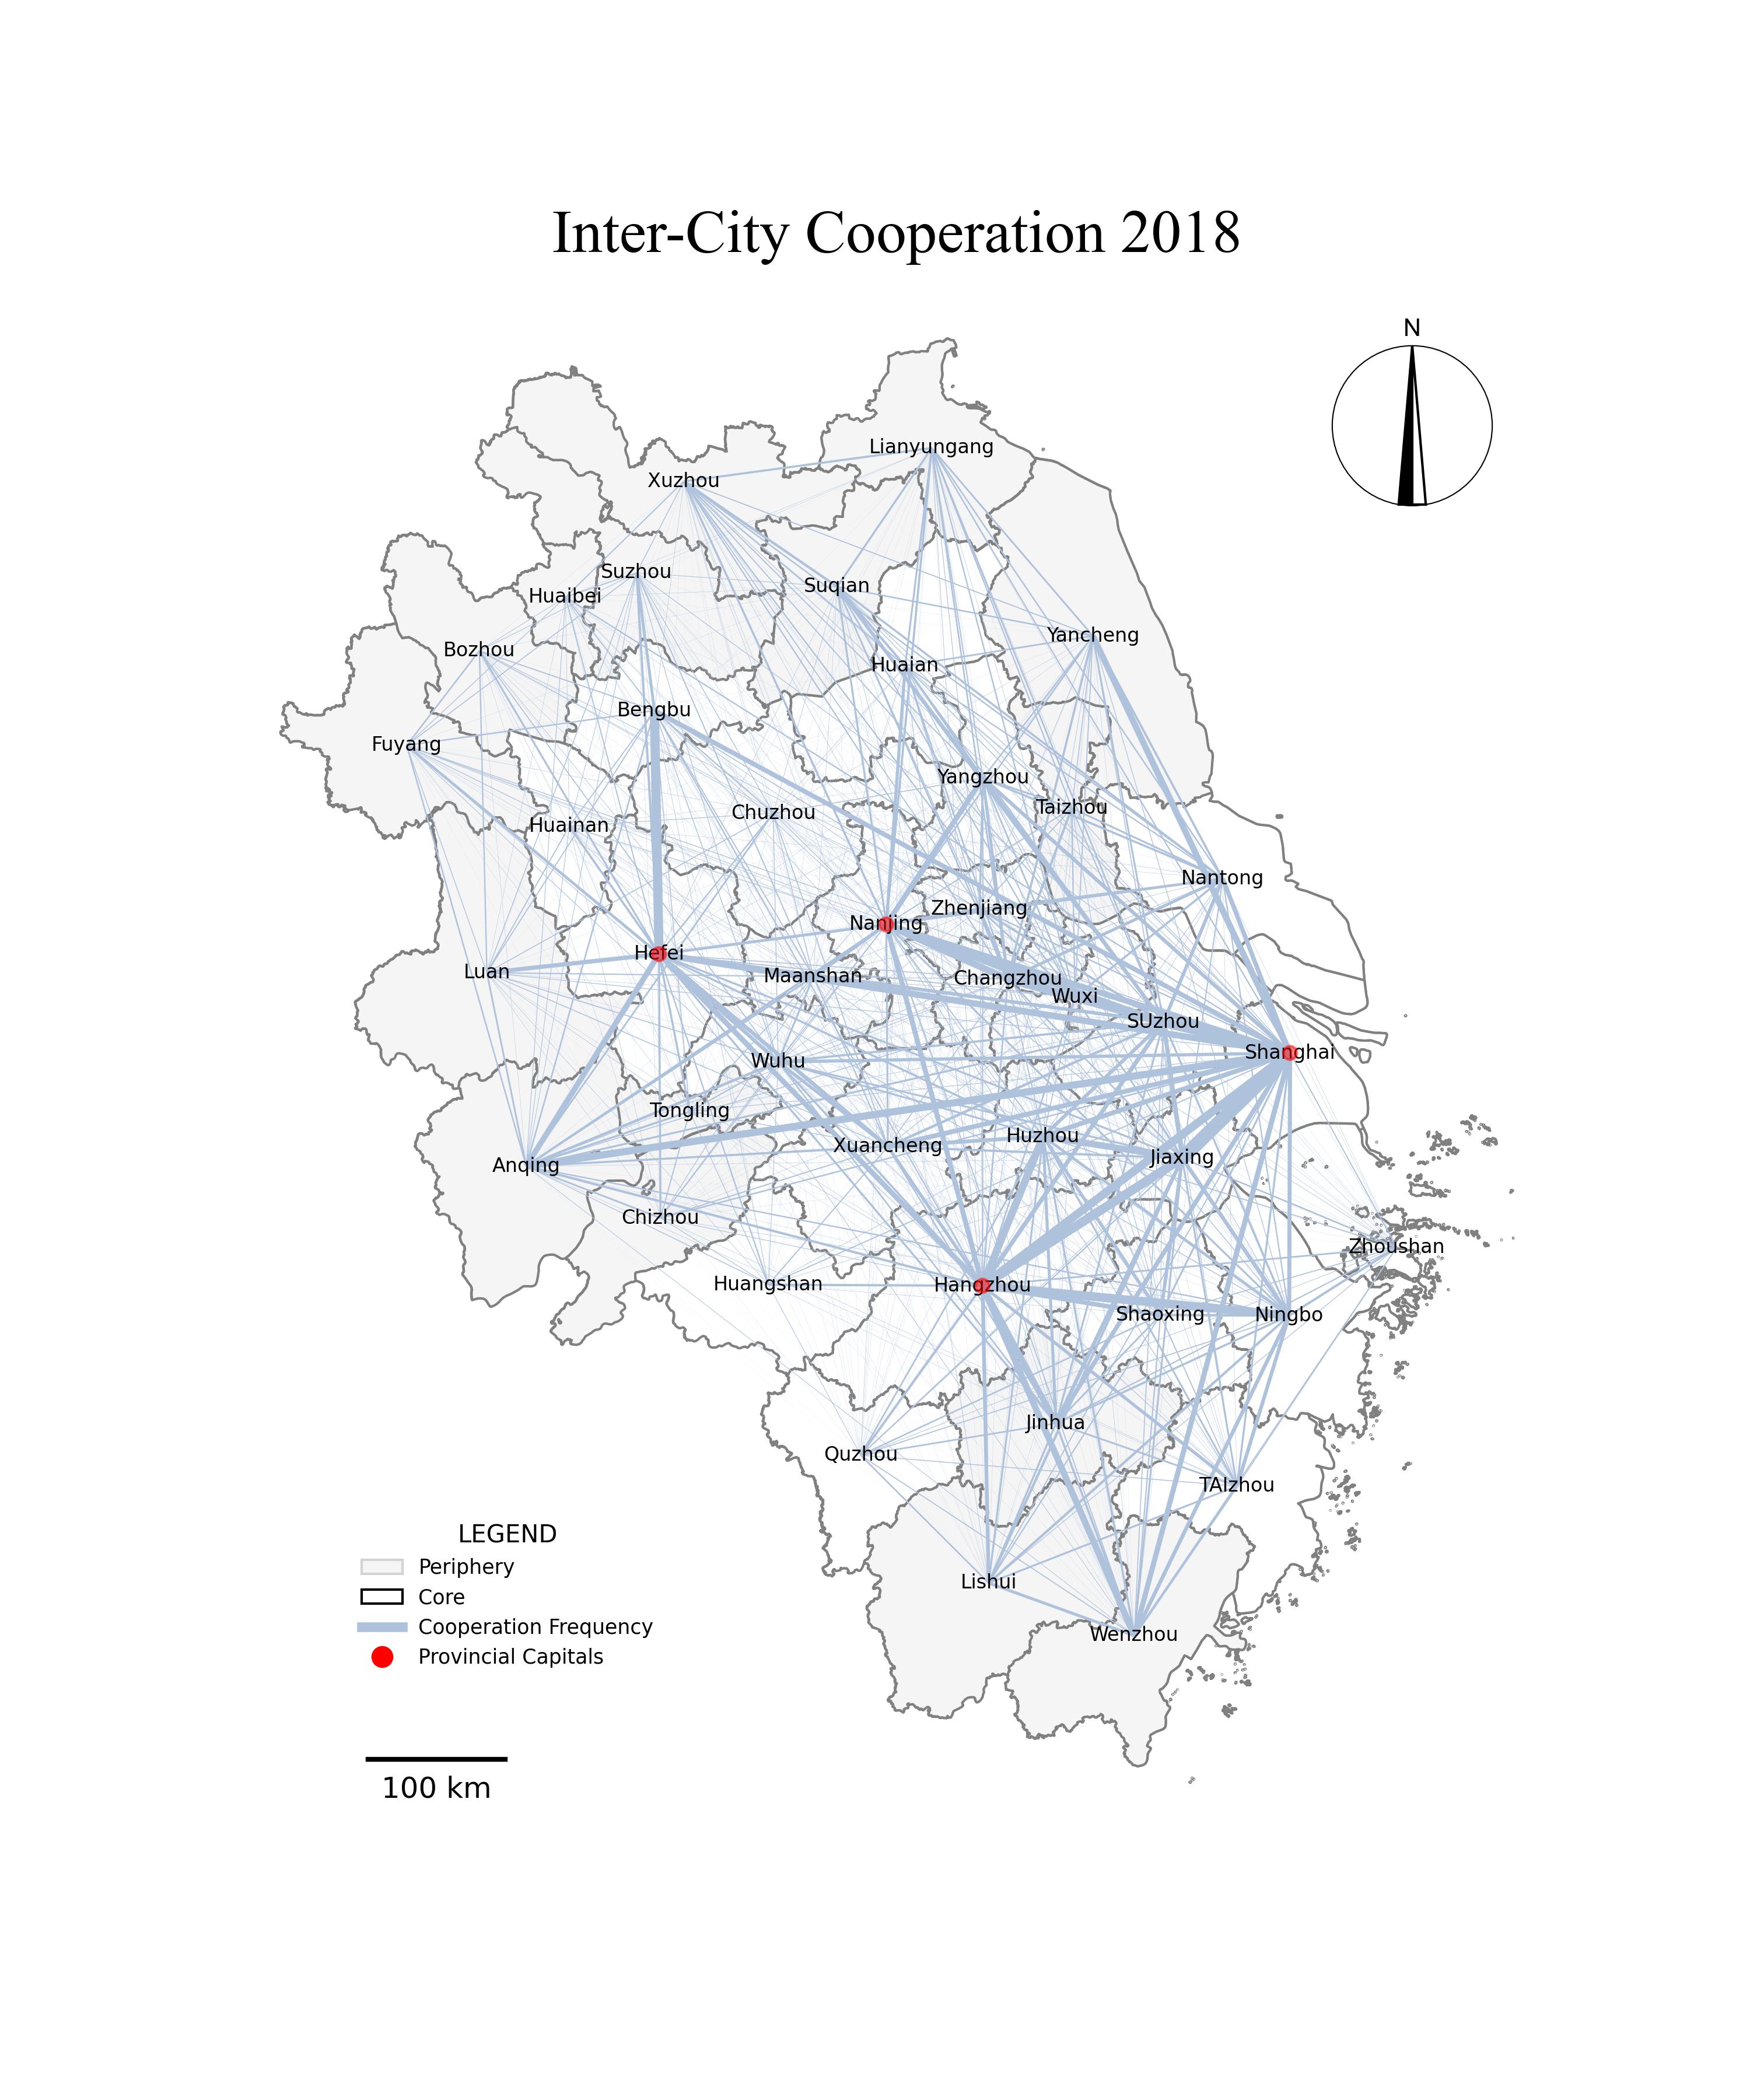 Inter-City Cooperation 2018
N
Lianyungang
Xuzhou
Suzhou
Suqian
Huaibei
Yancheng
Bozhou
Huaian
Bengbu
Fuyang
Yangzhou
Taizhou
Chuzhou
Huainan
Nantong
Zhenjiang
Nanjing
Hefei
Luan
Maanshan
Changzhou
Wuxi
SUzhou
Shanghai
Wuhu
Tongling
Huzhou
Xuancheng
Jiaxing
Anqing
Chizhou
Zhoushan
Huangshan
Hangzhou
Shaoxing
Ningbo
Jinhua
Quzhou
TAIzhou
Lishui
Wenzhou
LEGEND
Periphery
Core
Cooperation Frequency
Provincial Capitals
100 km